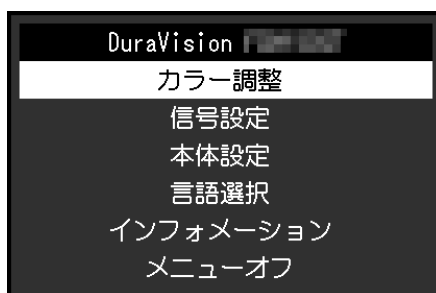 DuraVision
カラー調整
信号設定
本体設定
言語選択
インフォメーション
メニューオフ